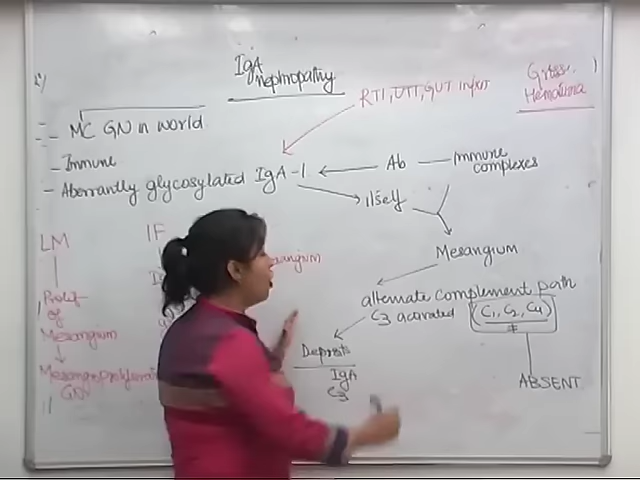 IgA
nephropathy
RTI, UTI, GUT infxn
Gross
Hematuria
- MC GN in world
- Immune
- Aberrantly glycosylated IgA-1
Ab
Immune
complexes
itself
Mesangium
LM
IF
Mesangium
Prolif
of
Mesangium
Mesangioproliferative
GN
alternate complement path
C3 activated
(C1, C2, C4)
ABSENT
Deposits
IgA
C3